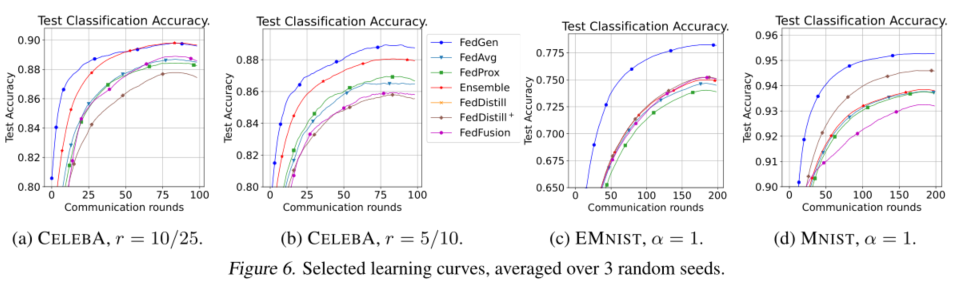 Test Classification Accuracy.
Test Accuracy
0.90
0.88
0.86
0.84
0.82
0.80
0 25 50 75 100
Communication rounds
(a) CELEBA, r = 10/25.
Test Classification Accuracy.
Test Accuracy
0.88
0.86
0.84
0.82
0.80
0 25 50 75 100
Communication rounds
(b) CELEBA, r = 5/10.
FedGen
FedAvg
FedProx
Ensemble
FedDistill
FedDistill⁺
FedFusion
Test Classification Accuracy.
Test Accuracy
0.775
0.750
0.725
0.700
0.675
0.650
0 50 100 150 200
Communication rounds
(c) EMNIST, α = 1.
Test Classification Accuracy.
Test Accuracy
0.96
0.95
0.94
0.93
0.92
0.91
0.90
0 50 100 150 200
Communication rounds
(d) MNIST, α = 1.
Figure 6. Selected learning curves, averaged over 3 random seeds.